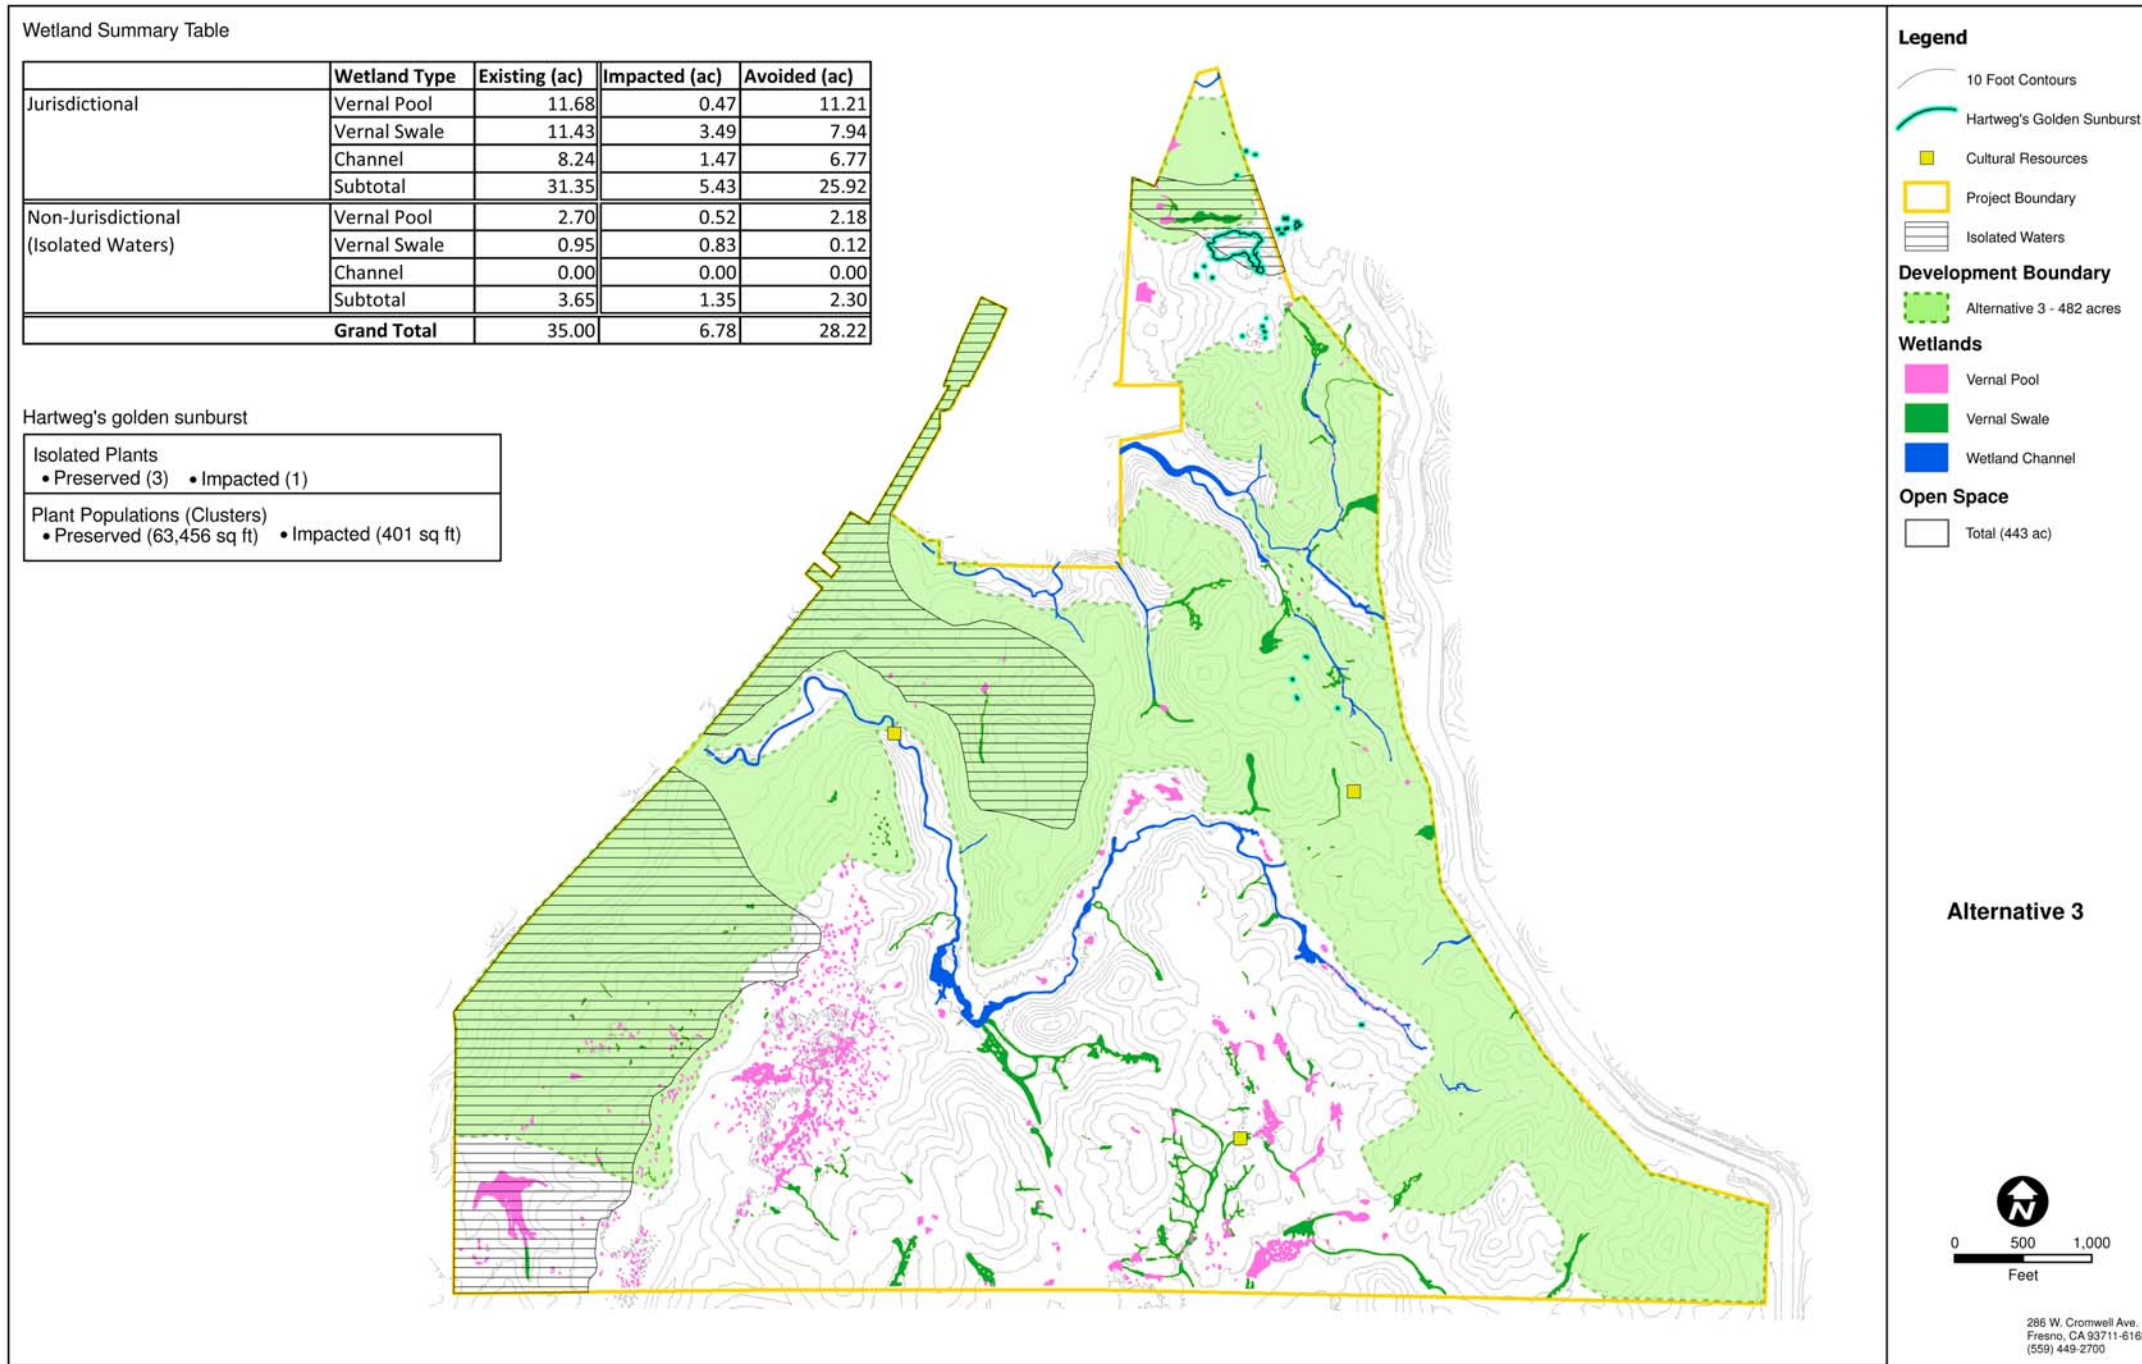 Wetland Summary Table
Wetland Type Existing (ac) Impacted (ac) Avoided (ac)
Jurisdictional Vernal Pool 11.68 0.47 11.21
Vernal Swale 11.43 3.49 7.94
Channel 8.24 1.47 6.77
Subtotal 31.35 5.43 25.92
Non-Jurisdictional Vernal Pool 2.70 0.52 2.18
(Isolated Waters) Vernal Swale 0.95 0.83 0.12
Channel 0.00 0.00 0.00
Subtotal 3.65 1.35 2.30
Grand Total 35.00 6.78 28.22
Hartweg's golden sunburst
Isolated Plants
• Preserved (3) • Impacted (1)
Plant Populations (Clusters)
• Preserved (63,456 sq ft) • Impacted (401 sq ft)
Legend
10 Foot Contours
Hartweg's Golden Sunburst
Cultural Resources
Project Boundary
Isolated Waters
Development Boundary
Alternative 3 - 482 acres
Wetlands
Vernal Pool
Vernal Swale
Wetland Channel
Open Space
Total (443 ac)
Alternative 3
N
0 500 1,000
Feet
286 W. Cromwell Ave.
Fresno, CA 93711-616
(559) 449-2700